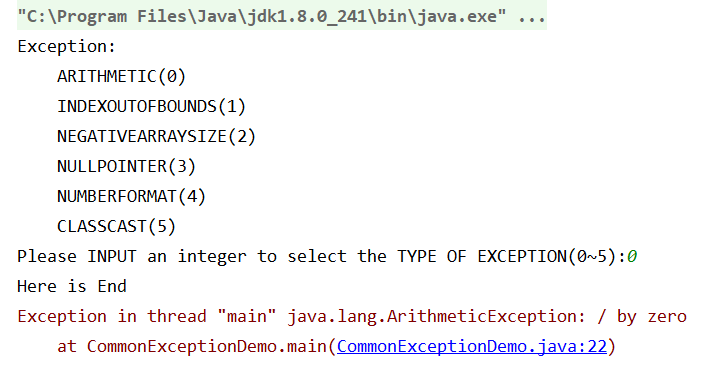 "C:\Program Files\Java\jdk1.8.0_241\bin\java.exe" ...
Exception:
    ARITHMETIC(0)
    INDEXOUTOFBOUNDS(1)
    NEGATIVEARRAYSIZE(2)
    NULLPOINTER(3)
    NUMBERFORMAT(4)
    CLASSCAST(5)
Please INPUT an integer to select the TYPE OF EXCEPTION(0~5):0
Here is End
Exception in thread "main" java.lang.ArithmeticException: / by zero
    at CommonExceptionDemo.main(CommonExceptionDemo.java:22)